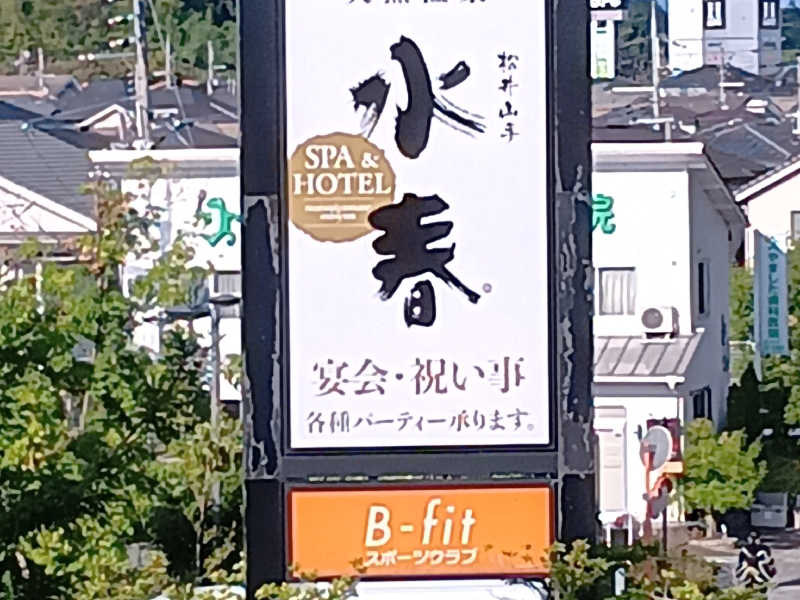 松井山手
水春
SPA &
HOTEL
宴会・祝い事
各種パーティー承ります。
B-fit
スポーツクラブ
院